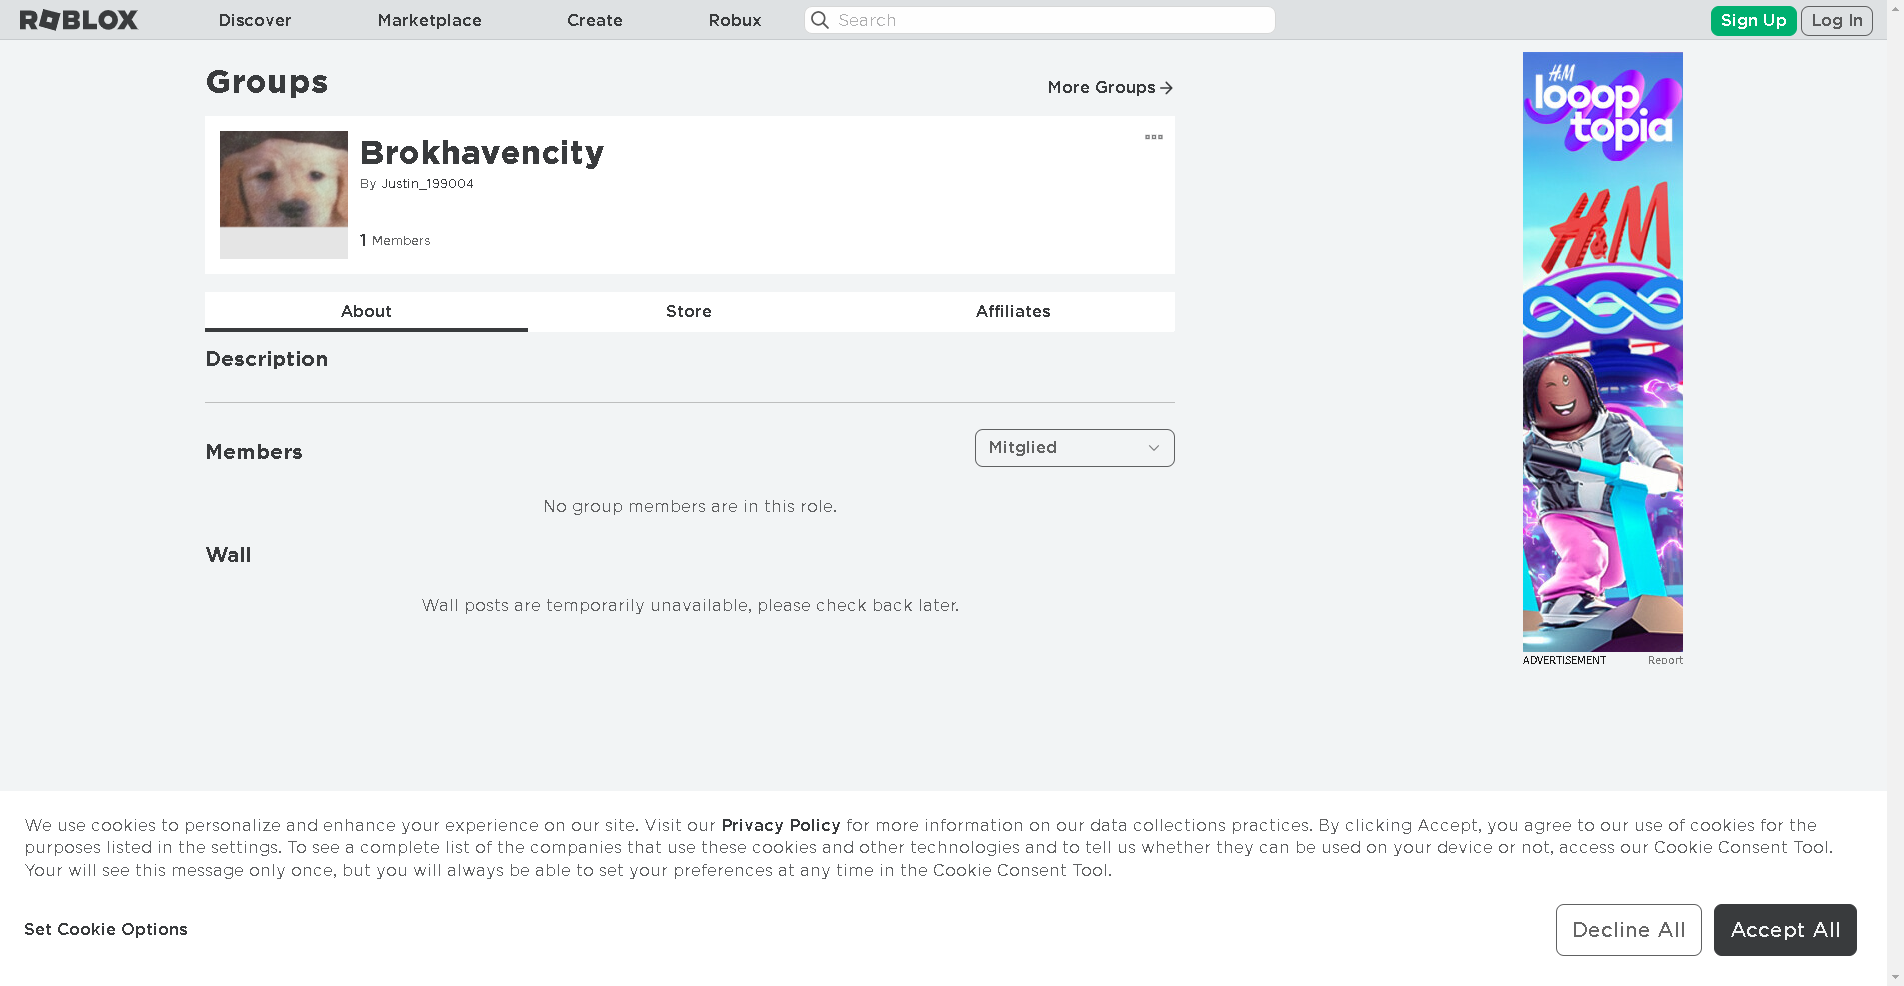 ROBLOX
Discover
Marketplace
Create
Robux
Search
Sign Up
Log In
Groups
More Groups
Brokhavencity
By Justin_199004
1 Members
About
Store
Affiliates
Description
Members
Mitglied
No group members are in this role.
Wall
Wall posts are temporarily unavailable, please check back later.
H&M
looop
topia
H&M
ADVERTISEMENT
Report
We use cookies to personalize and enhance your experience on our site. Visit our Privacy Policy for more information on our data collections practices. By clicking Accept, you agree to our use of cookies for the
purposes listed in the settings. To see a complete list of the companies that use these cookies and other technologies and to tell us whether they can be used on your device or not, access our Cookie Consent Tool.
Your will see this message only once, but you will always be able to set your preferences at any time in the Cookie Consent Tool.
Set Cookie Options
Decline All
Accept All